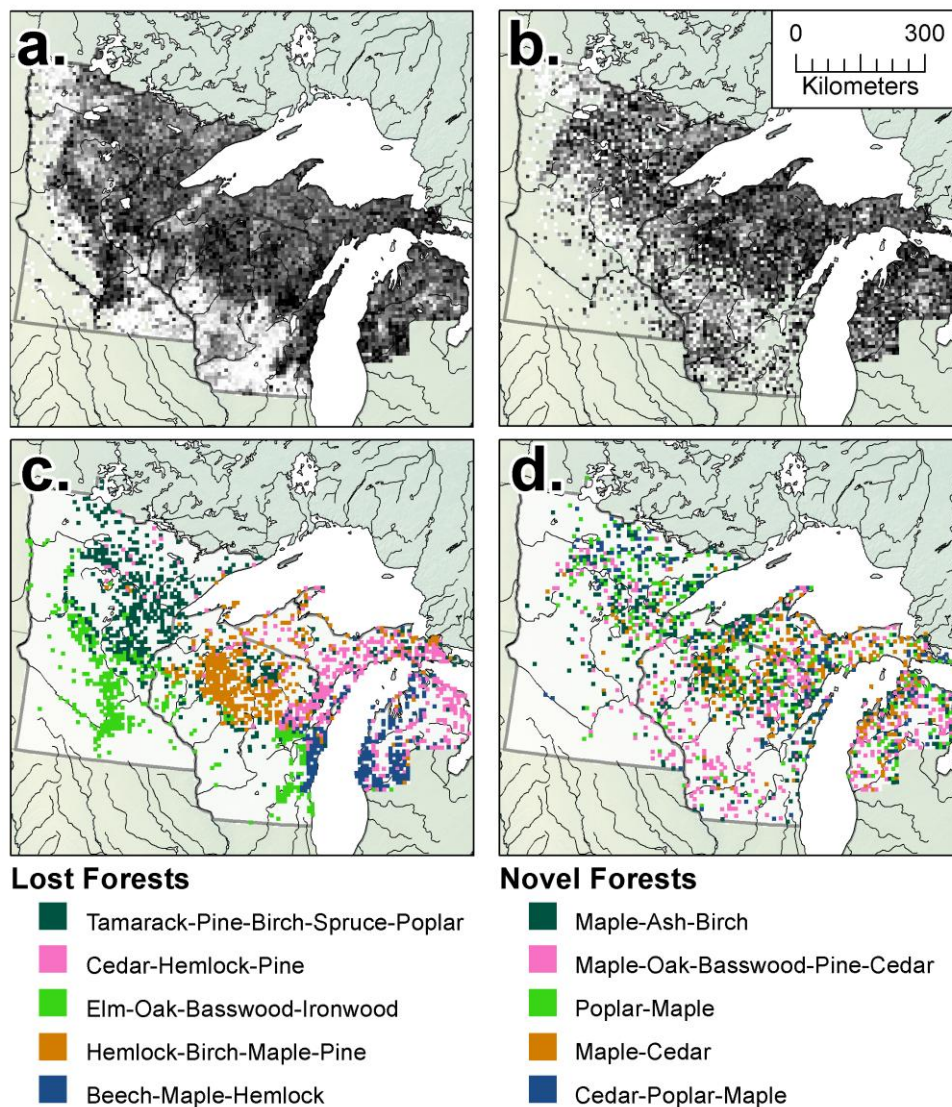 a.
b.
0 300
Kilometers
c.
d.
Lost Forests
Tamarack-Pine-Birch-Spruce-Poplar
Cedar-Hemlock-Pine
Elm-Oak-Basswood-Ironwood
Hemlock-Birch-Maple-Pine
Beech-Maple-Hemlock
Novel Forests
Maple-Ash-Birch
Maple-Oak-Basswood-Pine-Cedar
Poplar-Maple
Maple-Cedar
Cedar-Poplar-Maple